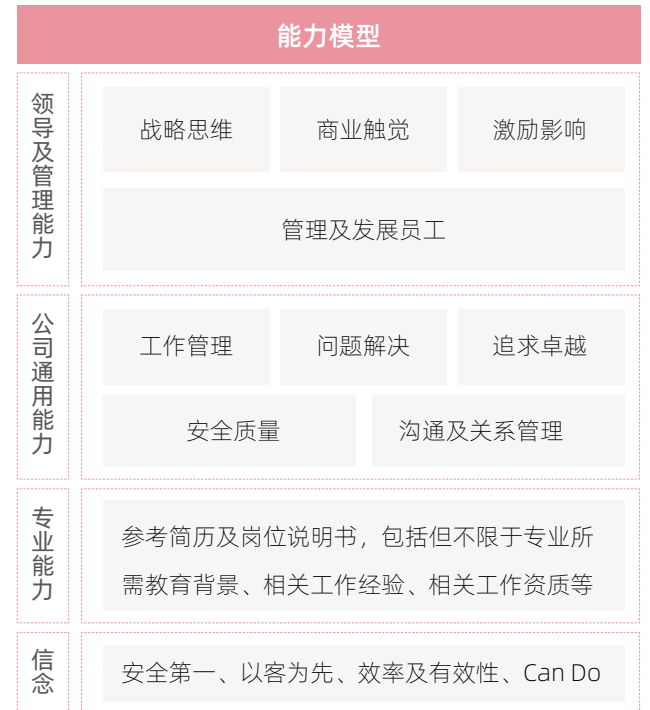 能力模型
领导及管理能力
战略思维
商业触觉
激励影响
管理及发展员工
公司通用能力
工作管理
问题解决
追求卓越
安全质量
沟通及关系管理
专业能力
参考简历及岗位说明书，包括但不限于专业所
需教育背景、相关工作经验、相关工作资质等
信念
安全第一、以客为先、效率及有效性、Can Do